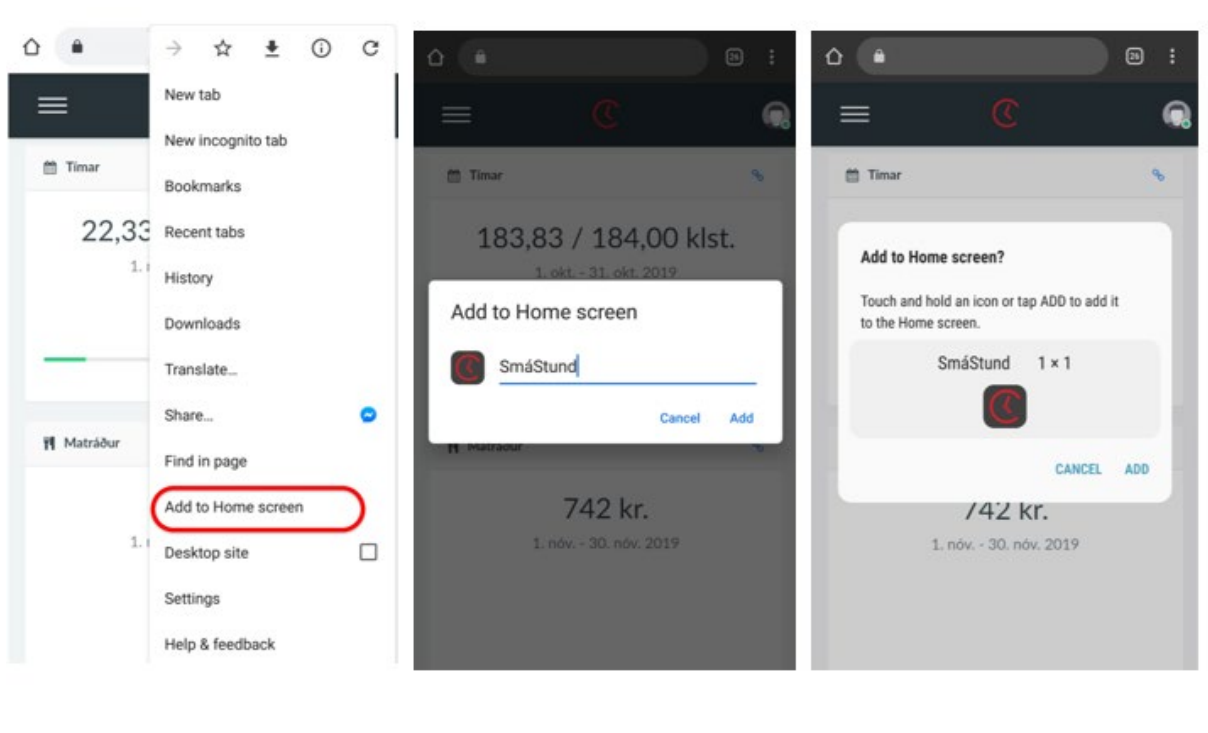 New tab
New incognito tab
Tímar
Bookmarks
22,33
Recent tabs
1.
History
Downloads
Translate...
Share...
Matráður
Find in page
Add to Home screen
1.
Desktop site
Settings
Help & feedback
26
Tímar
183,83 / 184,00 klst.
1. okt. - 31. okt. 2019
Add to Home screen
SmáStund
Cancel Add
Matráður
742 kr.
1. nóv. - 30. nóv. 2019
26
Tímar
Add to Home screen?
Touch and hold an icon or tap ADD to add it
to the Home screen.
SmáStund 1 × 1
CANCEL ADD
742 kr.
1. nóv. - 30. nóv. 2019